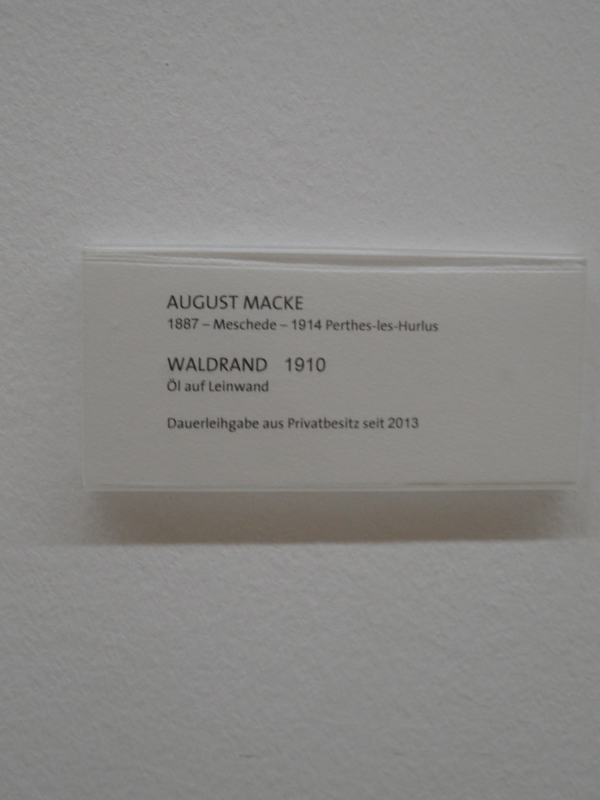 AUGUST MACKE
1887 – Meschede – 1914 Perthes-les-Hurlus
WALDRAND 1910
Öl auf Leinwand
Dauerleihgabe aus Privatbesitz seit 2013